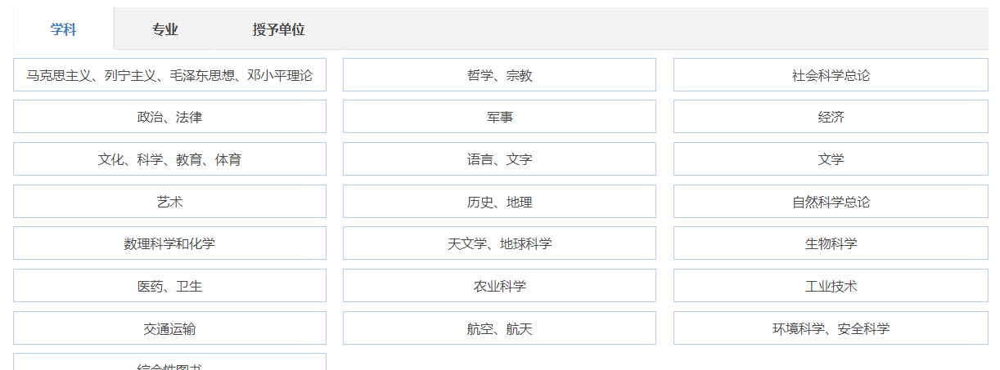 学科 专业 授予单位
马克思主义、列宁主义、毛泽东思想、邓小平理论 哲学、宗教 社会科学总论
政治、法律 军事 经济
文化、科学、教育、体育 语言、文字 文学
艺术 历史、地理 自然科学总论
数理科学和化学 天文学、地球科学 生物科学
医药、卫生 农业科学 工业技术
交通运输 航空、航天 环境科学、安全科学
综合性图书